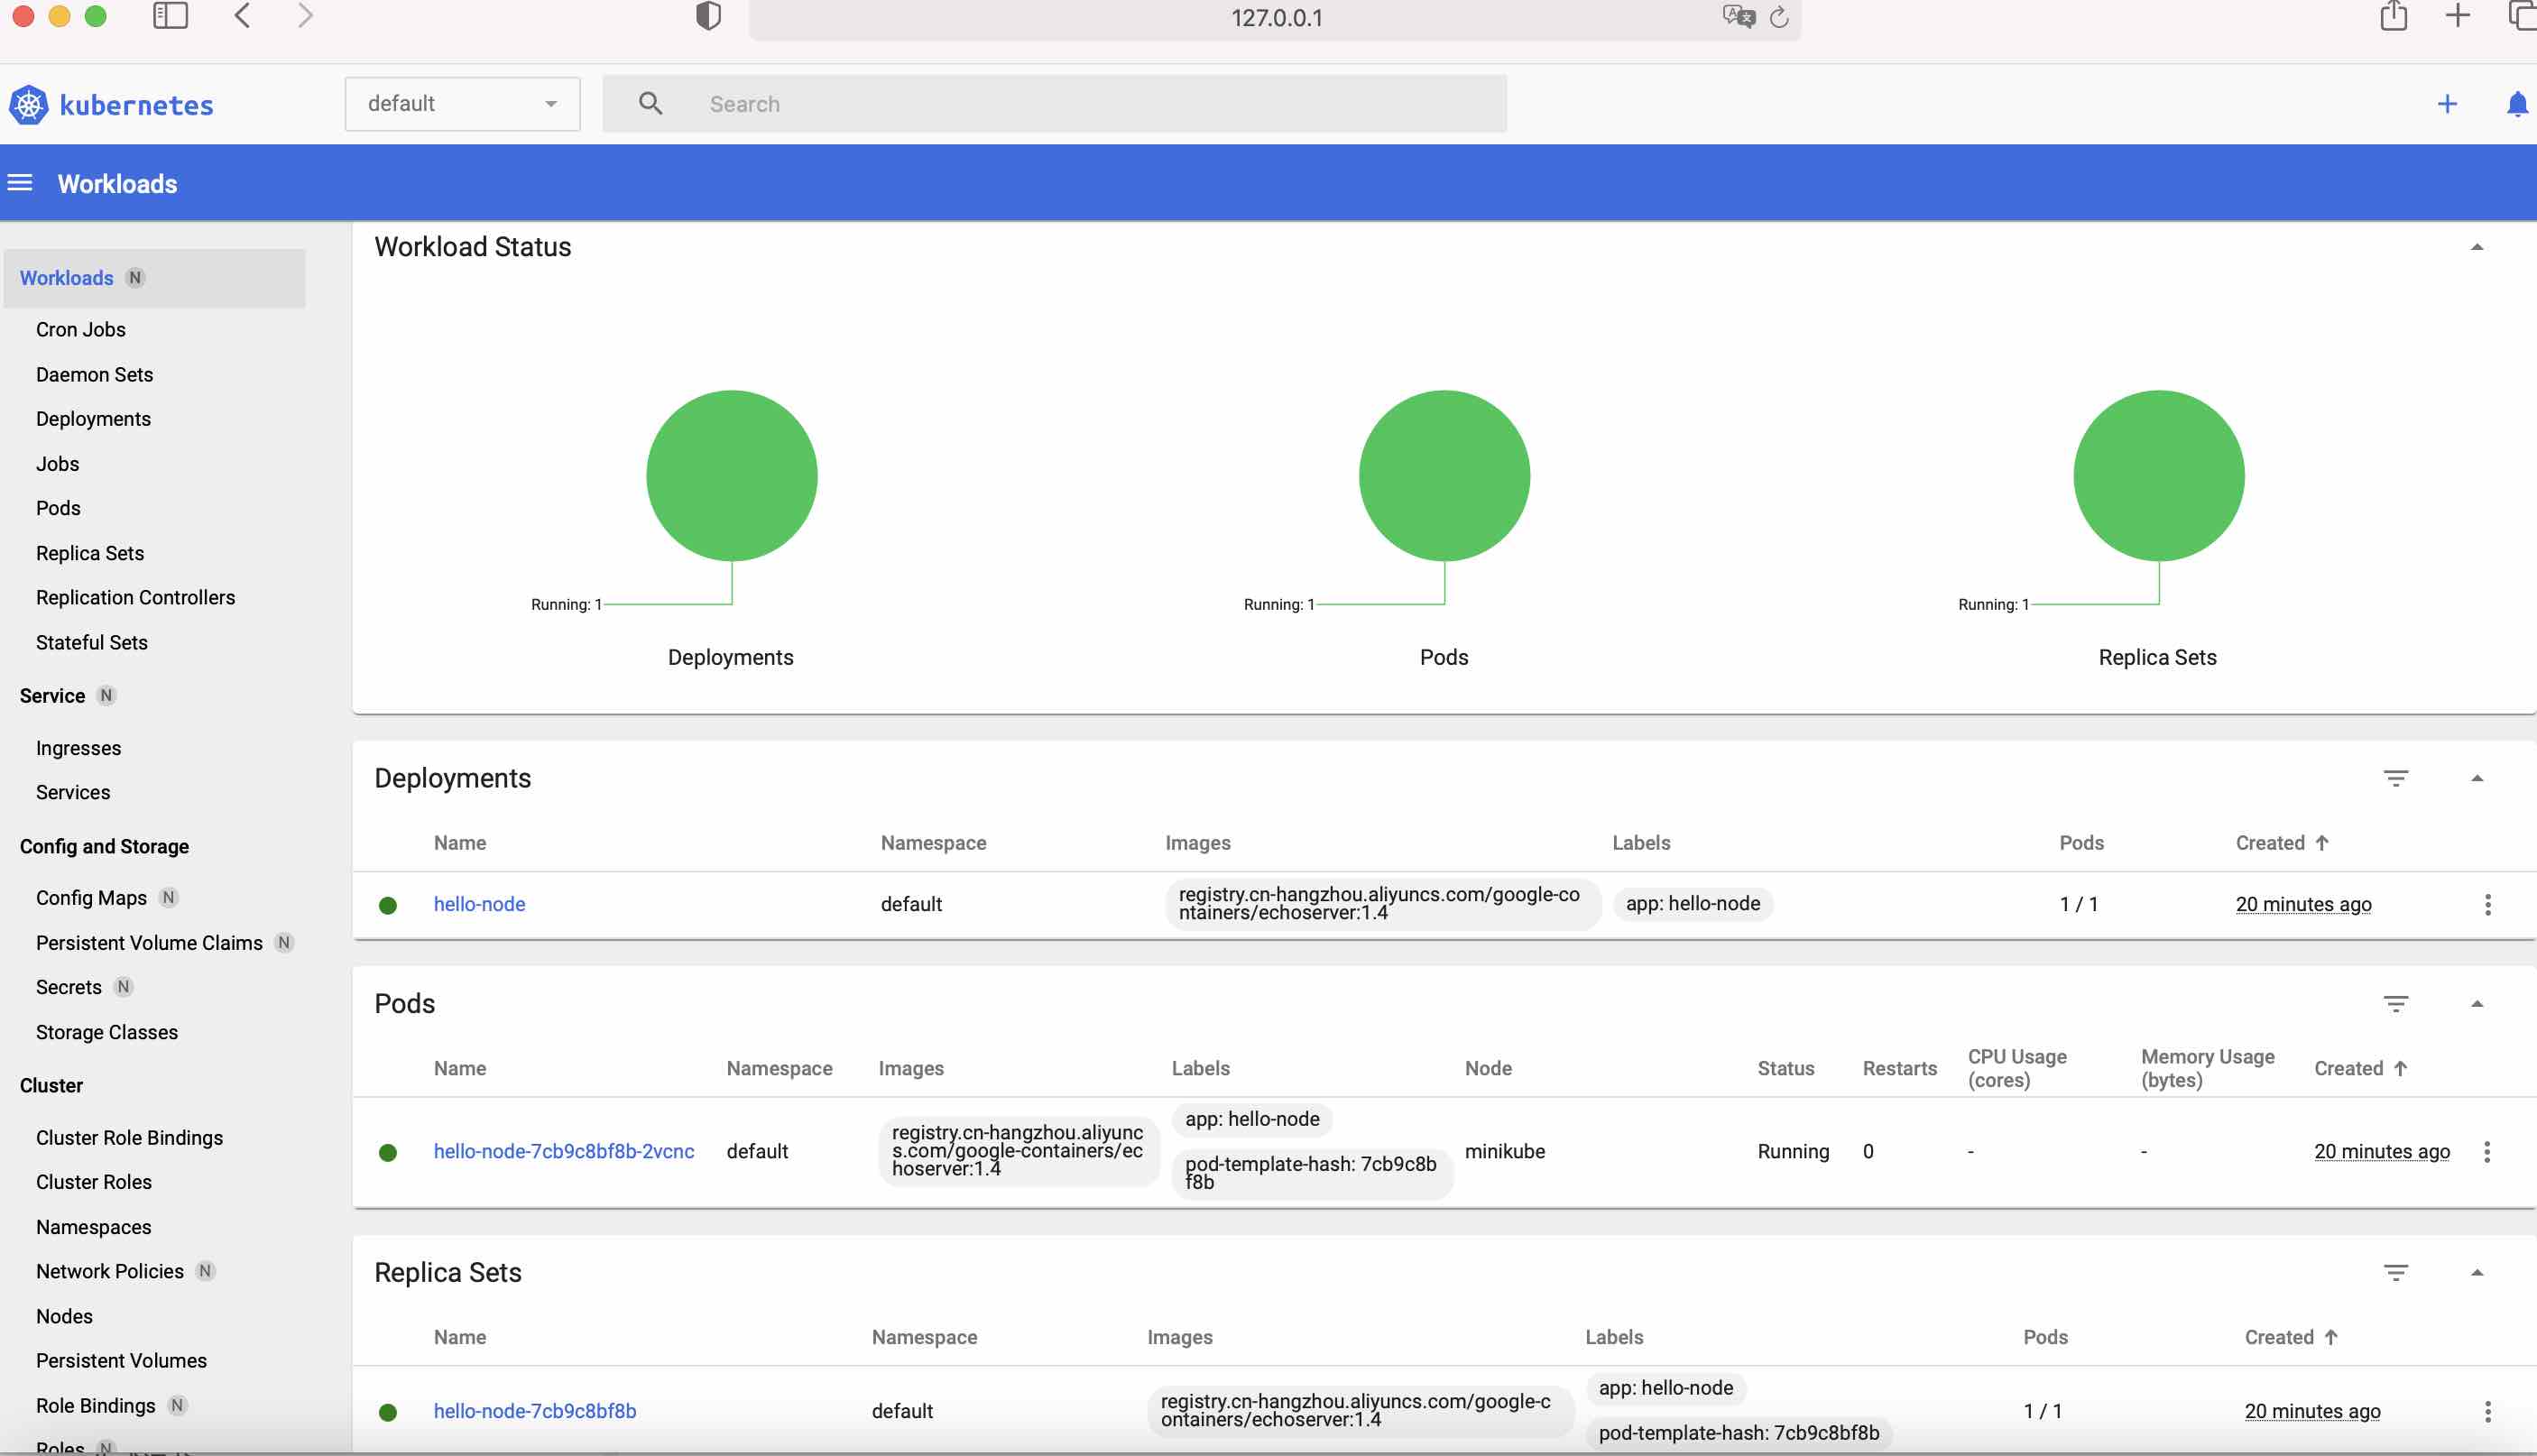 127.0.0.1
kubernetes
default
Search
Workloads
Workloads N
Cron Jobs
Daemon Sets
Deployments
Jobs
Pods
Replica Sets
Replication Controllers
Stateful Sets
Service N
Ingresses
Services
Config and Storage
Config Maps N
Persistent Volume Claims N
Secrets N
Storage Classes
Cluster
Cluster Role Bindings
Cluster Roles
Namespaces
Network Policies N
Nodes
Persistent Volumes
Role Bindings N
Roles N
Workload Status
Running: 1
Deployments
Running: 1
Pods
Running: 1
Replica Sets
Deployments
Name Namespace Images Labels Pods Created
hello-node default registry.cn-hangzhou.aliyuncs.com/google-co
ntainers/echoserver:1.4 app: hello-node 1 / 1 20 minutes ago
Pods
Name Namespace Images Labels Node Status Restarts CPU Usage
(cores) Memory Usage
(bytes) Created
hello-node-7cb9c8bf8b-2vcnc default registry.cn-hangzhou.aliyunc
s.com/google-containers/ec
hoserver:1.4 app: hello-node
pod-template-hash: 7cb9c8b
f8b minikube Running 0 - - 20 minutes ago
Replica Sets
Name Namespace Images Labels Pods Created
hello-node-7cb9c8bf8b default registry.cn-hangzhou.aliyuncs.com/google-c
ontainers/echoserver:1.4 app: hello-node
pod-template-hash: 7cb9c8bf8b 1 / 1 20 minutes ago